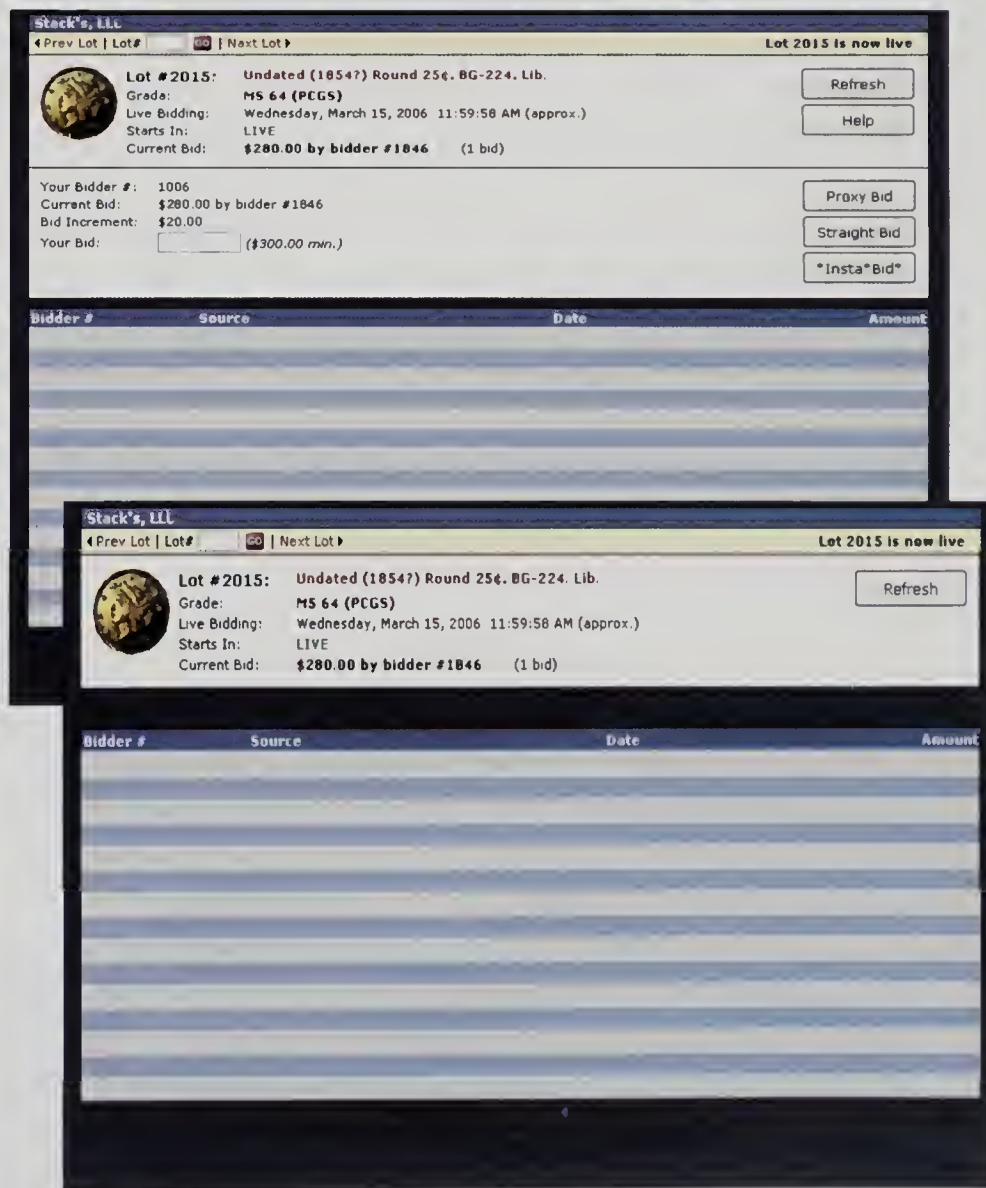 Stack's, LLC
Prev Lot | Lot# GO | Next Lot Lot 2015 is now live
Lot #2015: Undated (1854?) Round 25¢. BG-224. Lib. Refresh
Grade: MS 64 (PCGS)
Live Bidding: Wednesday, March 15, 2006 11:59:58 AM (approx.) Help
Starts In: LIVE
Current Bid: $280.00 by bidder #1846 (1 bid)
Your Bidder #: 1006 Proxy Bid
Current Bid: $280.00 by bidder #1846
Bid Increment: $20.00 Straight Bid
Your Bid: ($300.00 min.)
*Insta*Bid*
Bidder # Source Date Amount
Stack's, LLC
Prev Lot | Lot# GO | Next Lot Lot 2015 is now live
Lot #2015: Undated (1854?) Round 25¢. BG-224. Lib. Refresh
Grade: MS 64 (PCGS)
Live Bidding: Wednesday, March 15, 2006 11:59:58 AM (approx.)
Starts In: LIVE
Current Bid: $280.00 by bidder #1846 (1 bid)
Bidder # Source Date Amount